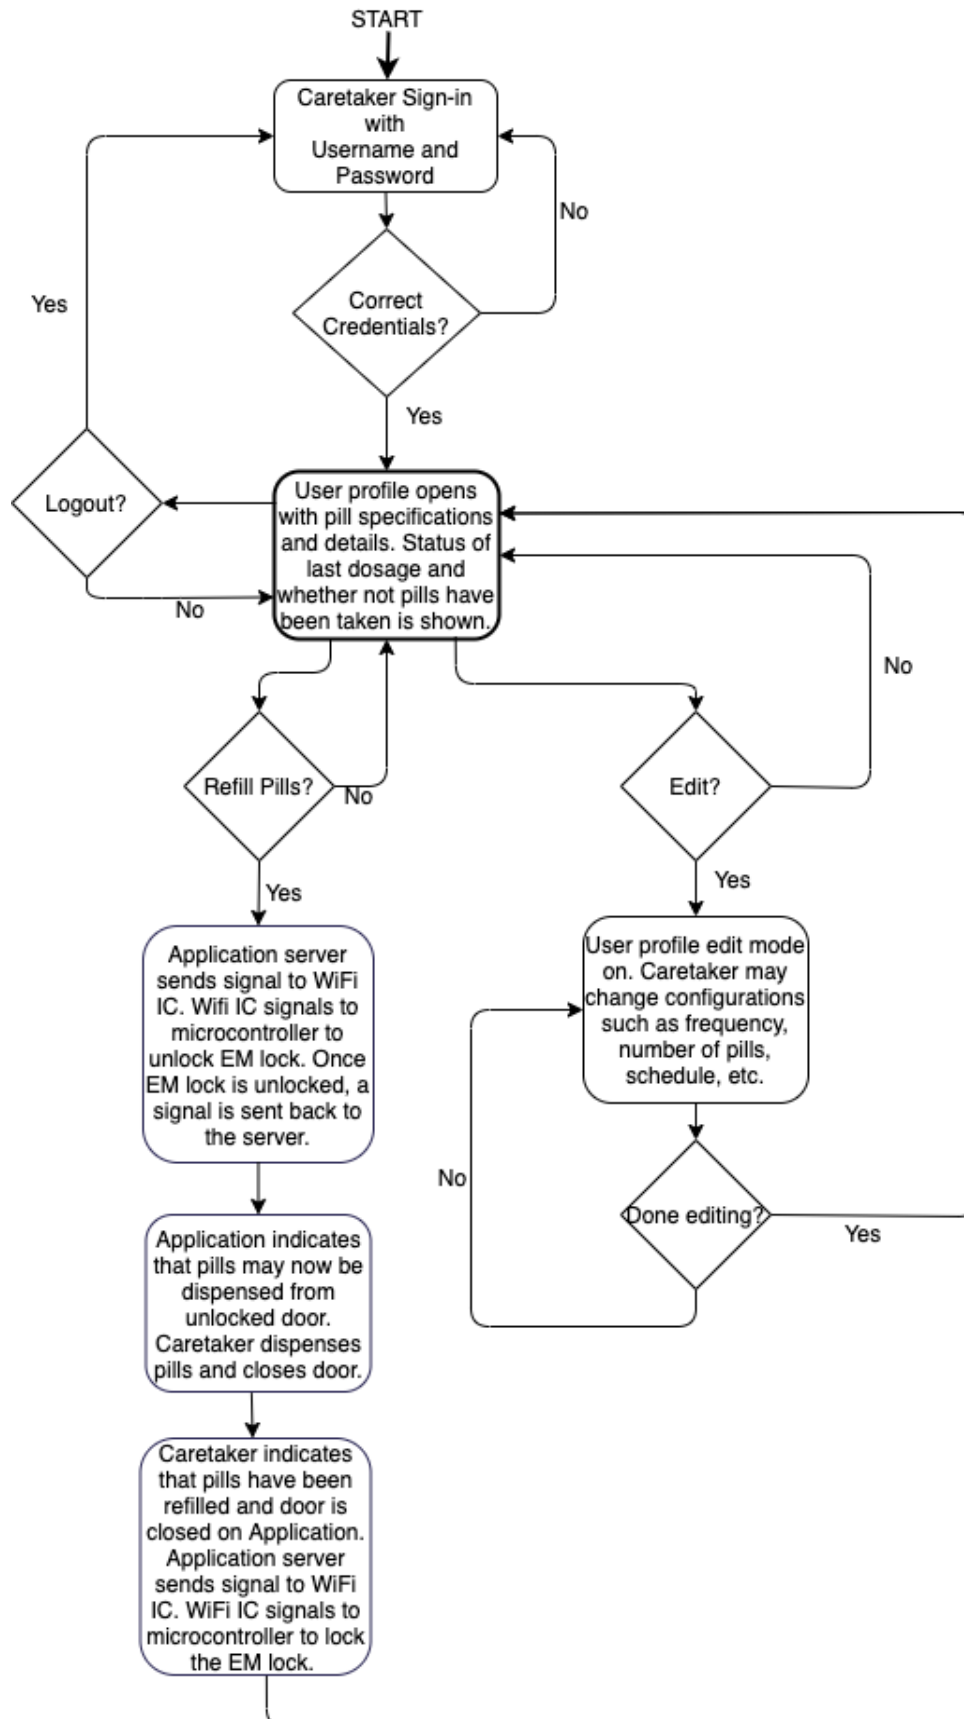 START
Caretaker Sign-in
with
Username and
Password
No
Yes
Correct
Credentials?
Yes
Logout?
User profile opens
with pill specifications
and details. Status of
last dosage and
whether not pills have
been taken is shown.
No
No
Refill Pills?
No
Edit?
Yes
Yes
Application server
sends signal to WiFi
IC. Wifi IC signals to
microcontroller to
unlock EM lock. Once
EM lock is unlocked, a
signal is sent back to
the server.
User profile edit mode
on. Caretaker may
change configurations
such as frequency,
number of pills,
schedule, etc.
No
Done editing?
Yes
Application indicates
that pills may now be
dispensed from
unlocked door.
Caretaker dispenses
pills and closes door.
Caretaker indicates
that pills have been
refilled and door is
closed on Application.
Application server
sends signal to WiFi
IC. WiFi IC signals to
microcontroller to lock
the EM lock.